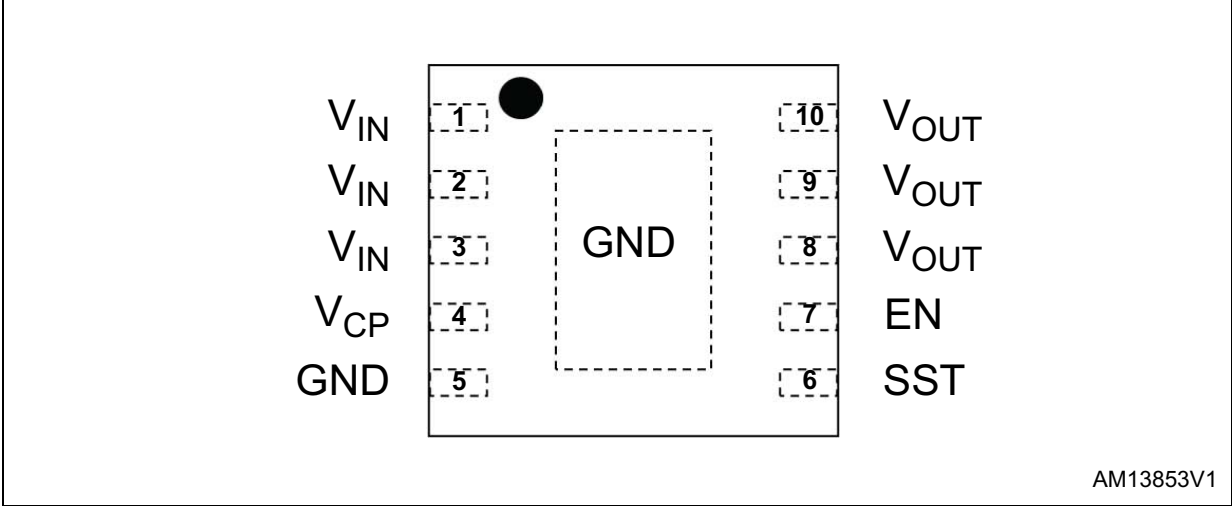 VIN 1 10 VOUT
VIN 2 9 VOUT
VIN 3 GND 8 VOUT
VCP 4 7 EN
GND 5 6 SST
AM13853V1